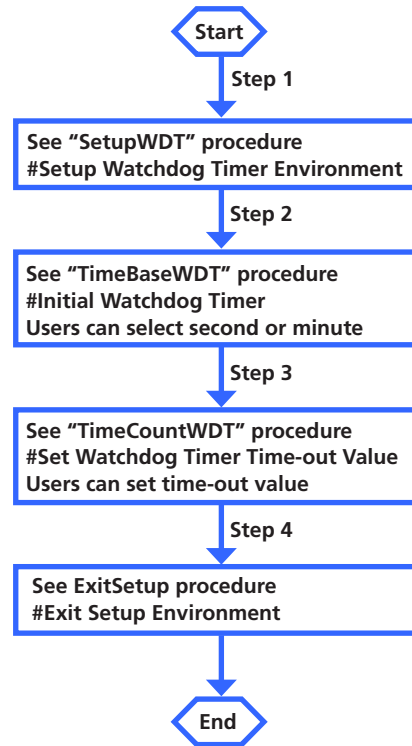 Start
Step 1
See “SetupWDT” procedure
#Setup Watchdog Timer Environment
Step 2
See “TimeBaseWDT” procedure
#Initial Watchdog Timer
Users can select second or minute
Step 3
See “TimeCountWDT” procedure
#Set Watchdog Timer Time-out Value
Users can set time-out value
Step 4
See ExitSetup procedure
#Exit Setup Environment
End